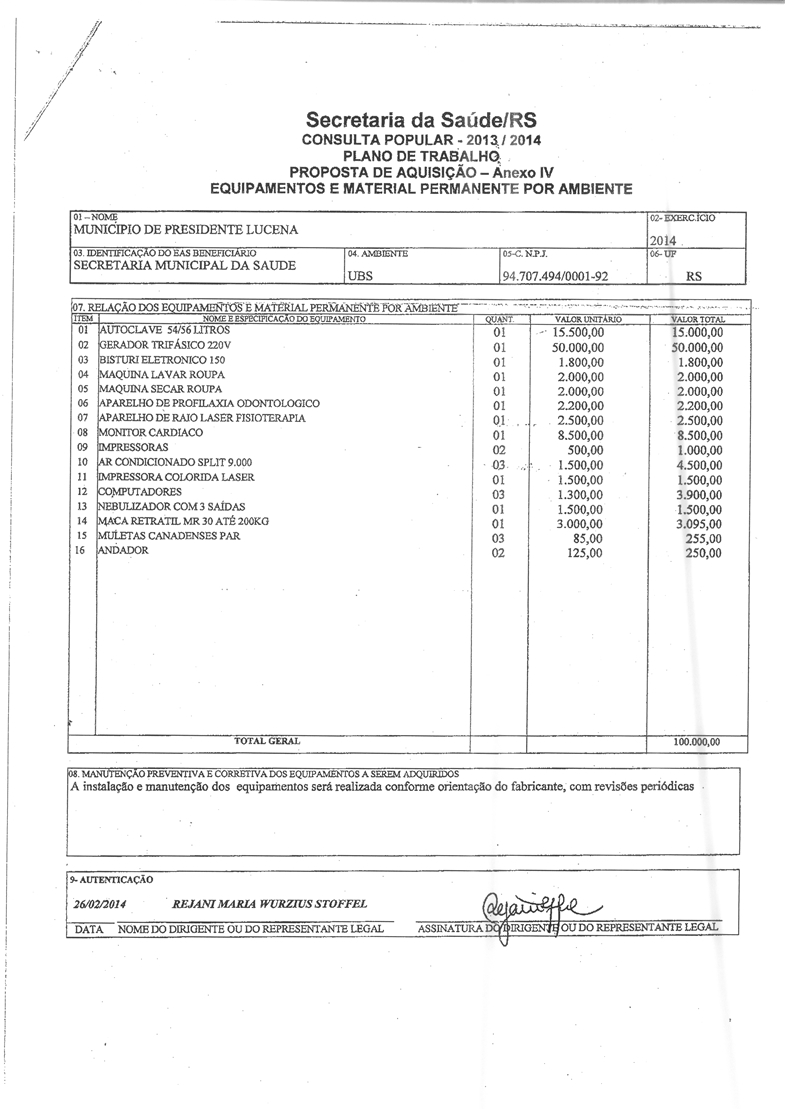 Secretaria da Saúde/RS
CONSULTA POPULAR - 2013 / 2014
PLANO DE TRABALHO
PROPOSTA DE AQUISIÇÃO – Anexo IV
EQUIPAMENTOS E MATERIAL PERMANENTE POR AMBIENTE
01 – NOME 02- EXERC.ÍCIO
MUNICÍPIO DE PRESIDENTE LUCENA 2014
03. IDENTIFICAÇÃO DO EAS BENEFICIÁRIO 04. AMBIENTE 05-C. N.P.J. 06- UF
SECRETARIA MUNICIPAL DA SAUDE UBS 94.707.494/0001-92 RS
07. RELAÇÃO DOS EQUIPAMENTOS E MATERIAL PERMANENTE POR AMBIENTE
ITEM NOME E ESPECIFICAÇÃO DO EQUIPAMENTO QUANT. VALOR UNITÁRIO VALOR TOTAL
01 AUTOCLAVE 54/56 LITROS 01 15.500,00 15.000,00
02 GERADOR TRIFÁSICO 220V 01 50.000,00 50.000,00
03 BISTURI ELETRONICO 150 01 1.800,00 1.800,00
04 MAQUINA LAVAR ROUPA 01 2.000,00 2.000,00
05 MAQUINA SECAR ROUPA 01 2.000,00 2.000,00
06 APARELHO DE PROFILAXIA ODONTOLOGICO 01 2.200,00 2.200,00
07 APARELHO DE RAIO LASER FISIOTERAPIA 01 2.500,00 2.500,00
08 MONITOR CARDIACO 01 8.500,00 8.500,00
09 IMPRESSORAS 02 500,00 1.000,00
10 AR CONDICIONADO SPLIT 9.000 03 1.500,00 4.500,00
11 IMPRESSORA COLORIDA LASER 01 1.500,00 1.500,00
12 COMPUTADORES 03 1.300,00 3.900,00
13 NEBULIZADOR COM 3 SAÍDAS 01 1.500,00 1.500,00
14 MACA RETRATIL MR 30 ATÉ 200KG 01 3.000,00 3.095,00
15 MULETAS CANADENSES PAR 03 85,00 255,00
16 ANDADOR 02 125,00 250,00
TOTAL GERAL 100.000,00
08. MANUTENÇÃO PREVENTIVA E CORRETIVA DOS EQUIPAMENTOS A SEREM ADQUIRIDOS
A instalação e manutenção dos equipamentos será realizada conforme orientação do fabricante, com revisões periódicas
9- AUTENTICAÇÃO
26/02/2014 REJANI MARIA WURZIUS STOFFEL
DATA NOME DO DIRIGENTE OU DO REPRESENTANTE LEGAL ASSINATURA DO DIRIGENTE OU DO REPRESENTANTE LEGAL